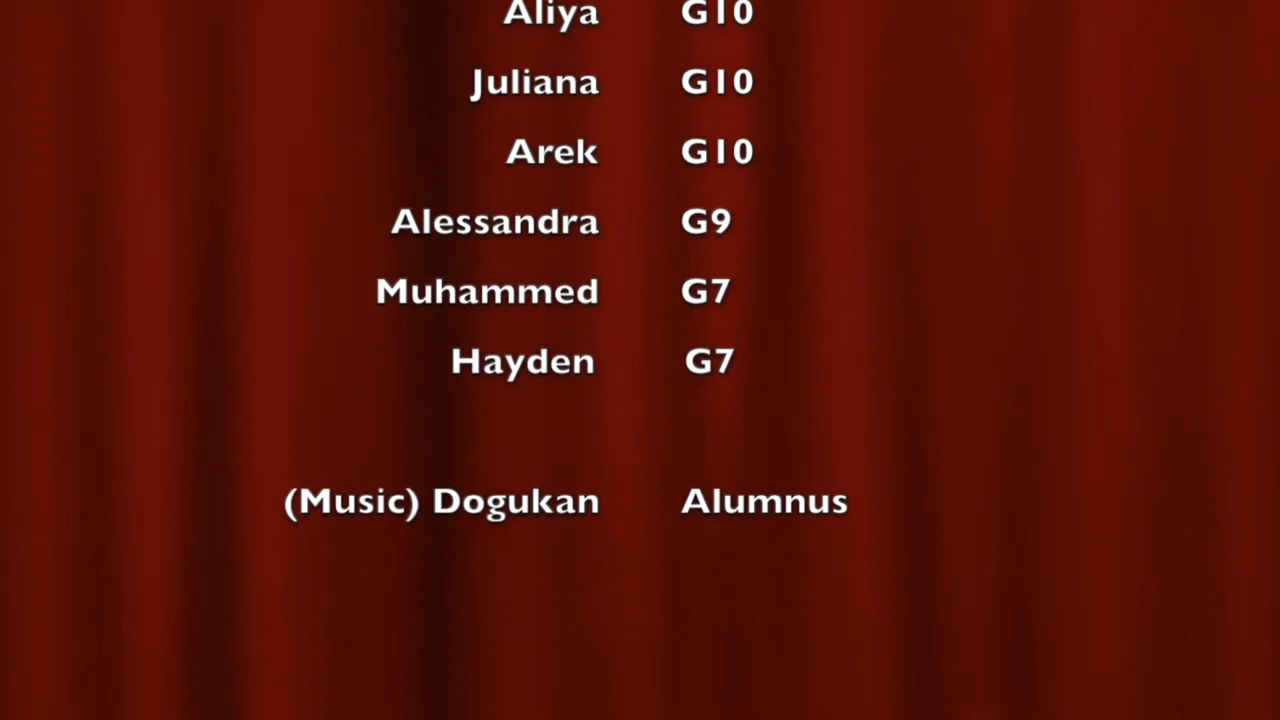 Aliya G10
Juliana G10
Arek G10
Alessandra G9
Muhammed G7
Hayden G7
(Music) Dogukan Alumnus